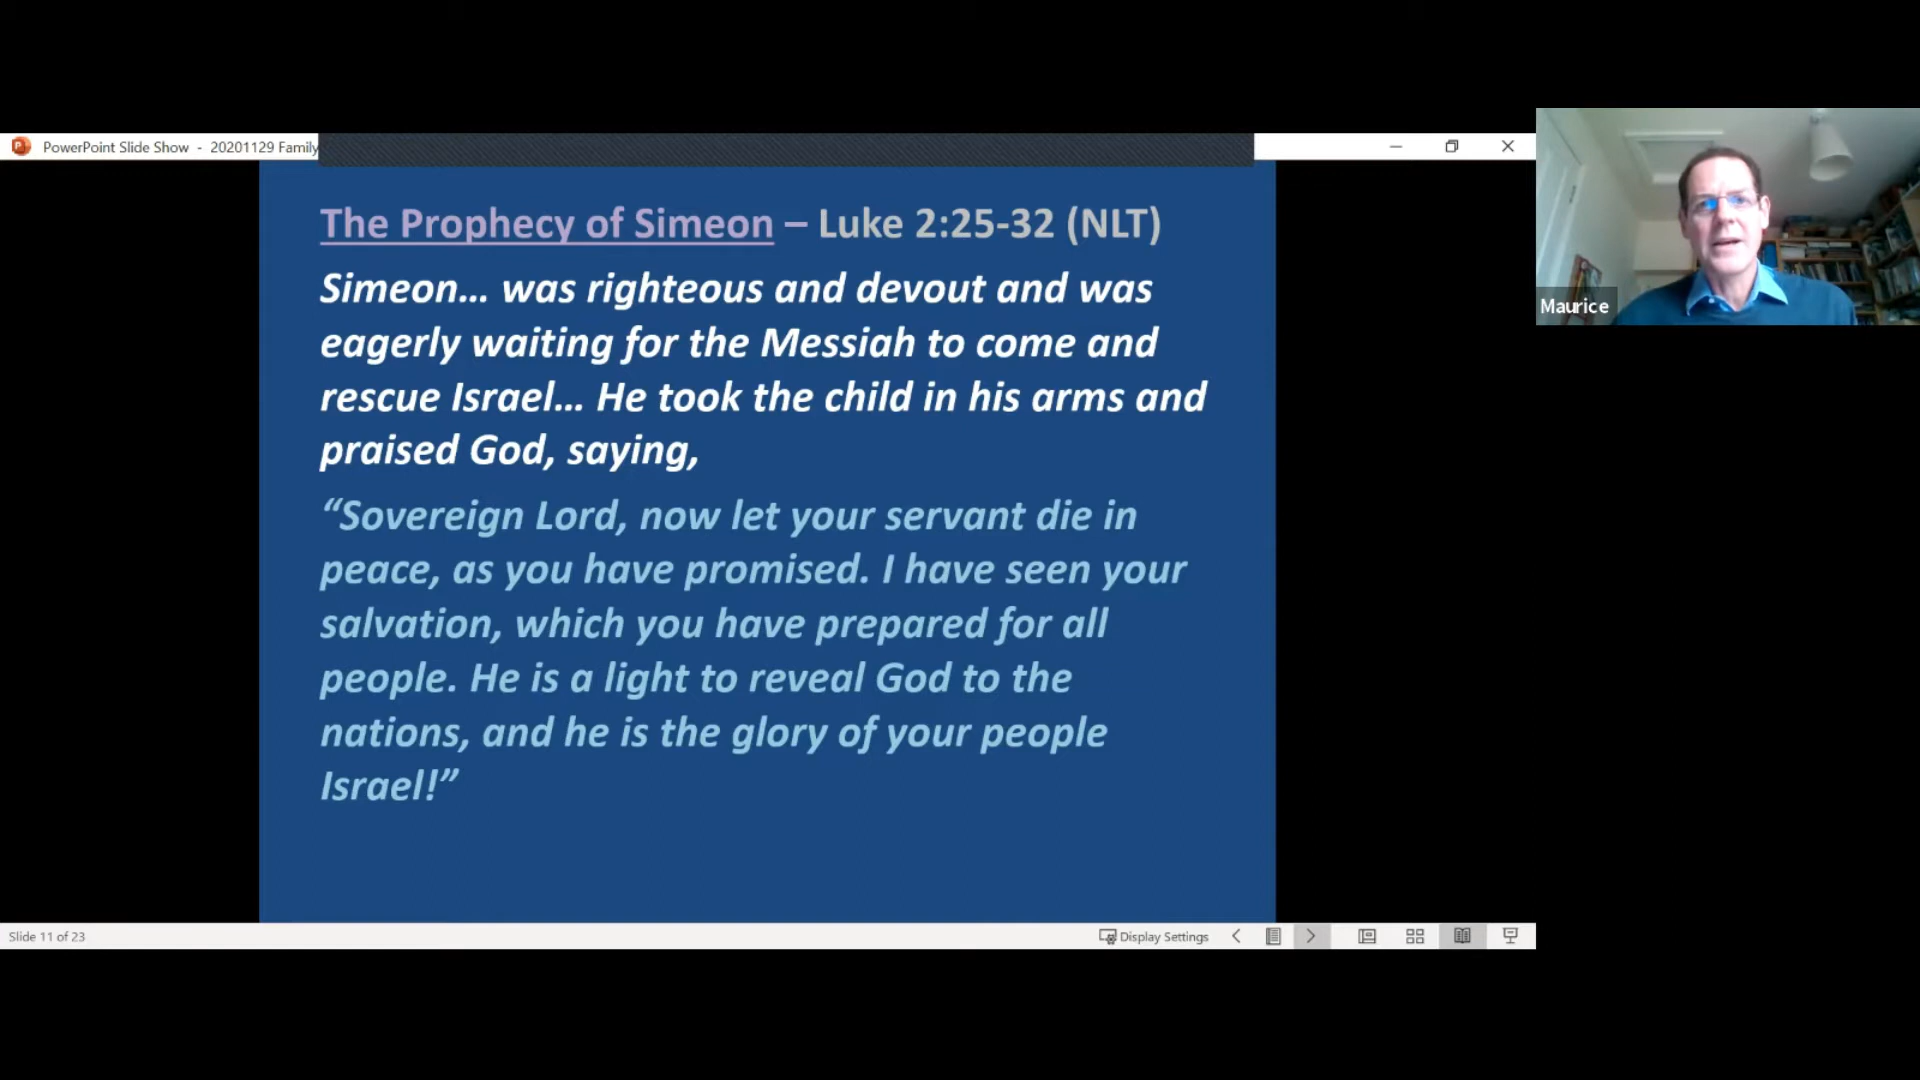 PowerPoint Slide Show - 20201129 Family
The Prophecy of Simeon – Luke 2:25-32 (NLT)
Simeon... was righteous and devout and was
eagerly waiting for the Messiah to come and
rescue Israel... He took the child in his arms and
praised God, saying,
“Sovereign Lord, now let your servant die in
peace, as you have promised. I have seen your
salvation, which you have prepared for all
people. He is a light to reveal God to the
nations, and he is the glory of your people
Israel!”
Maurice
Slide 11 of 23
Display Settings